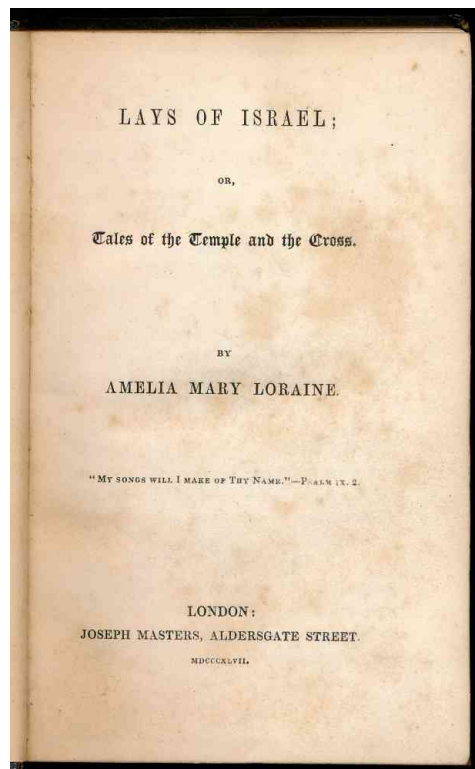 LAYS OF ISRAEL;
OR,
Tales of the Temple and the Cross.
BY
AMELIA MARY LORAINE.
"MY SONGS WILL I MAKE OF THY NAME."—PSALM IX. 2.
LONDON:
JOSEPH MASTERS, ALDERSGATE STREET.
MDCCCXLVII.